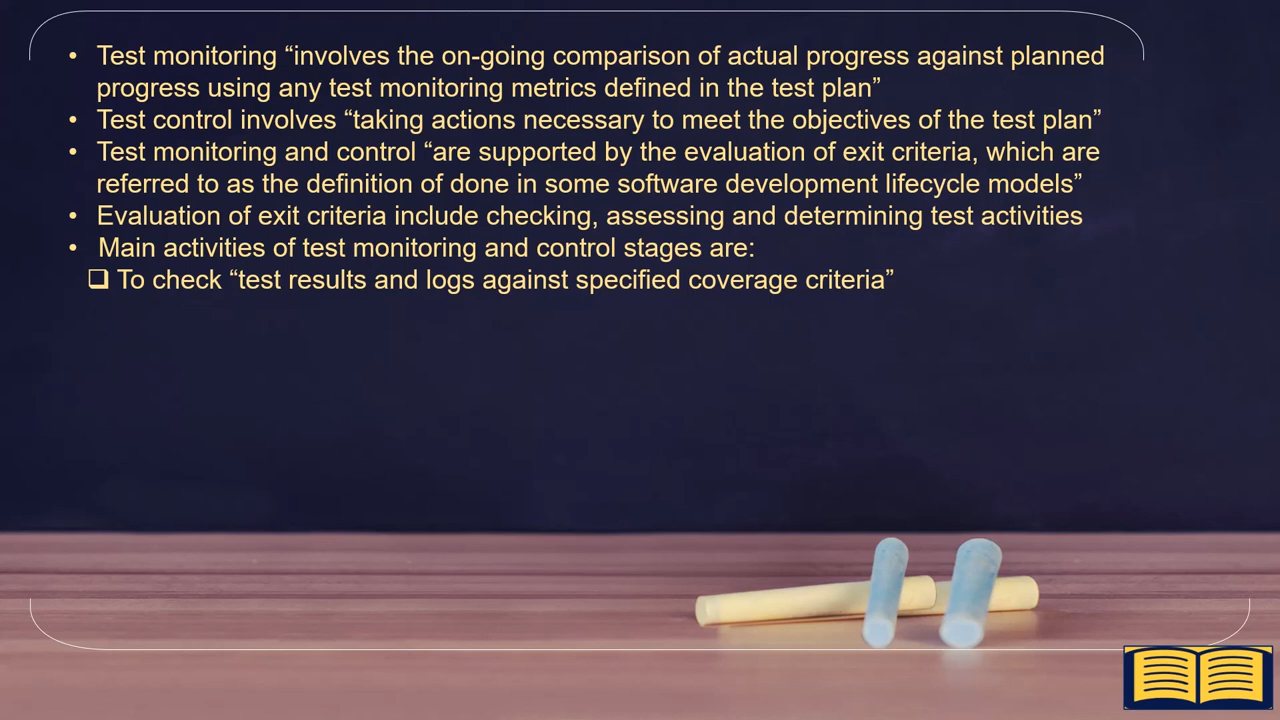 • Test monitoring “involves the on-going comparison of actual progress against planned
progress using any test monitoring metrics defined in the test plan”
• Test control involves “taking actions necessary to meet the objectives of the test plan”
• Test monitoring and control “are supported by the evaluation of exit criteria, which are
referred to as the definition of done in some software development lifecycle models”
• Evaluation of exit criteria include checking, assessing and determining test activities
• Main activities of test monitoring and control stages are:
❑ To check “test results and logs against specified coverage criteria”